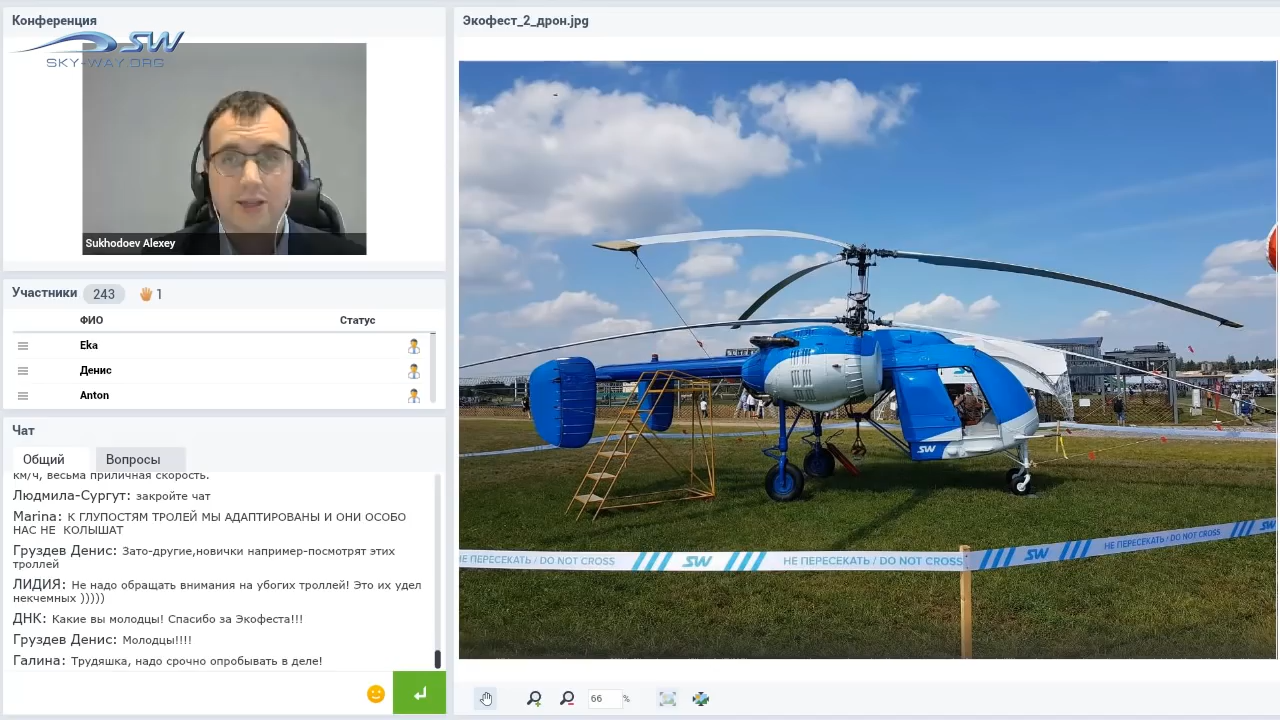 Конференция
SW
SKY-WAY.ORG
Sukhodoev Alexey
Участники 243 1
ФИО Статус
Eka
Денис
Anton
Чат
Общий Вопросы
км/ч, весьма приличная скорость.
Людмила-Сургут: закройте чат
Marina: К ГЛУПОСТЯМ ТРОЛЕЙ МЫ АДАПТИРОВАНЫ И ОНИ ОСОБО
НАС НЕ КОЛЫШАТ
Груздев Денис: Зато-другие,новички например-посмотрят этих
троллей
ЛИДИЯ: Не надо обращать внимания на убогих троллей! Это их удел
некчемных )))))
ДНК: Какие вы молодцы! Спасибо за Экофеста!!!
Груздев Денис: Молодцы!!!!
Галина: Трудяшка, надо срочно опробывать в деле!
Экофест_2_дрон.jpg
SW
НЕ ПЕРЕСЕКАТЬ / DO NOT CROSS SW НЕ ПЕРЕСЕКАТЬ / DO NOT CROSS SW НЕ ПЕРЕСЕКАТЬ / DO NOT CROSS SW
66 %